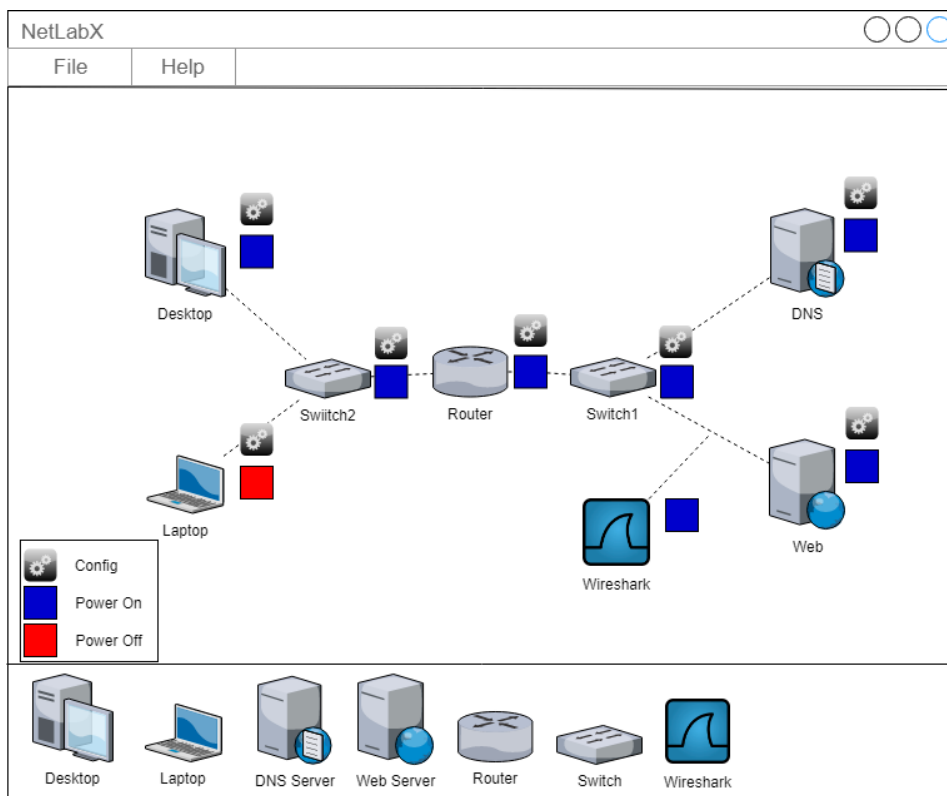 NetLabX
File Help
Desktop
DNS
Swiitch2
Router
Switch1
Laptop
Web
Wireshark
Config
Power On
Power Off
Desktop
Laptop
DNS Server
Web Server
Router
Switch
Wireshark